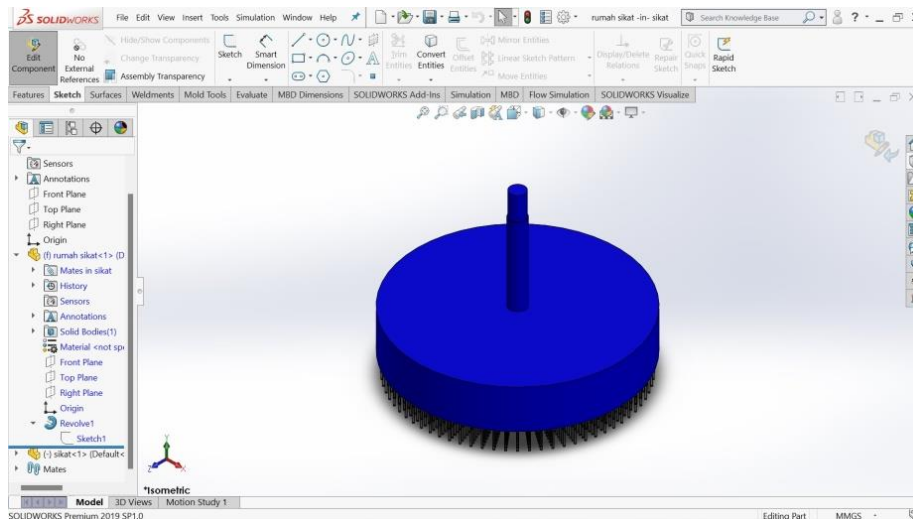 DS SOLIDWORKS File Edit View Insert Tools Simulation Window Help rumah sikat -in- sikat Search Knowledge Base
Edit Component
No External References
Hide/Show Components
Change Transparency
Assembly Transparency
Sketch
Smart Dimension
Trim Entities
Convert Entities
Offset Entities
Mirror Entities
Linear Sketch Pattern
Move Entities
Display/Delete Relations
Repair Sketch
Quick Snaps
Rapid Sketch
Features Sketch Surfaces Weldments Mold Tools Evaluate MBD Dimensions SOLIDWORKS Add-Ins Simulation MBD Flow Simulation SOLIDWORKS Visualize
Sensors
Annotations
Front Plane
Top Plane
Right Plane
Origin
(f) rumah sikat<1> (D
Mates in sikat
History
Sensors
Annotations
Solid Bodies(1)
Material <not spe
Front Plane
Top Plane
Right Plane
Origin
Revolve1
Sketch1
(-) sikat<1> (Default<
Mates
Y
Z
X
*Isometric
Model 3D Views Motion Study 1
SOLIDWORKS Premium 2019 SP1.0 Editing Part MMGS